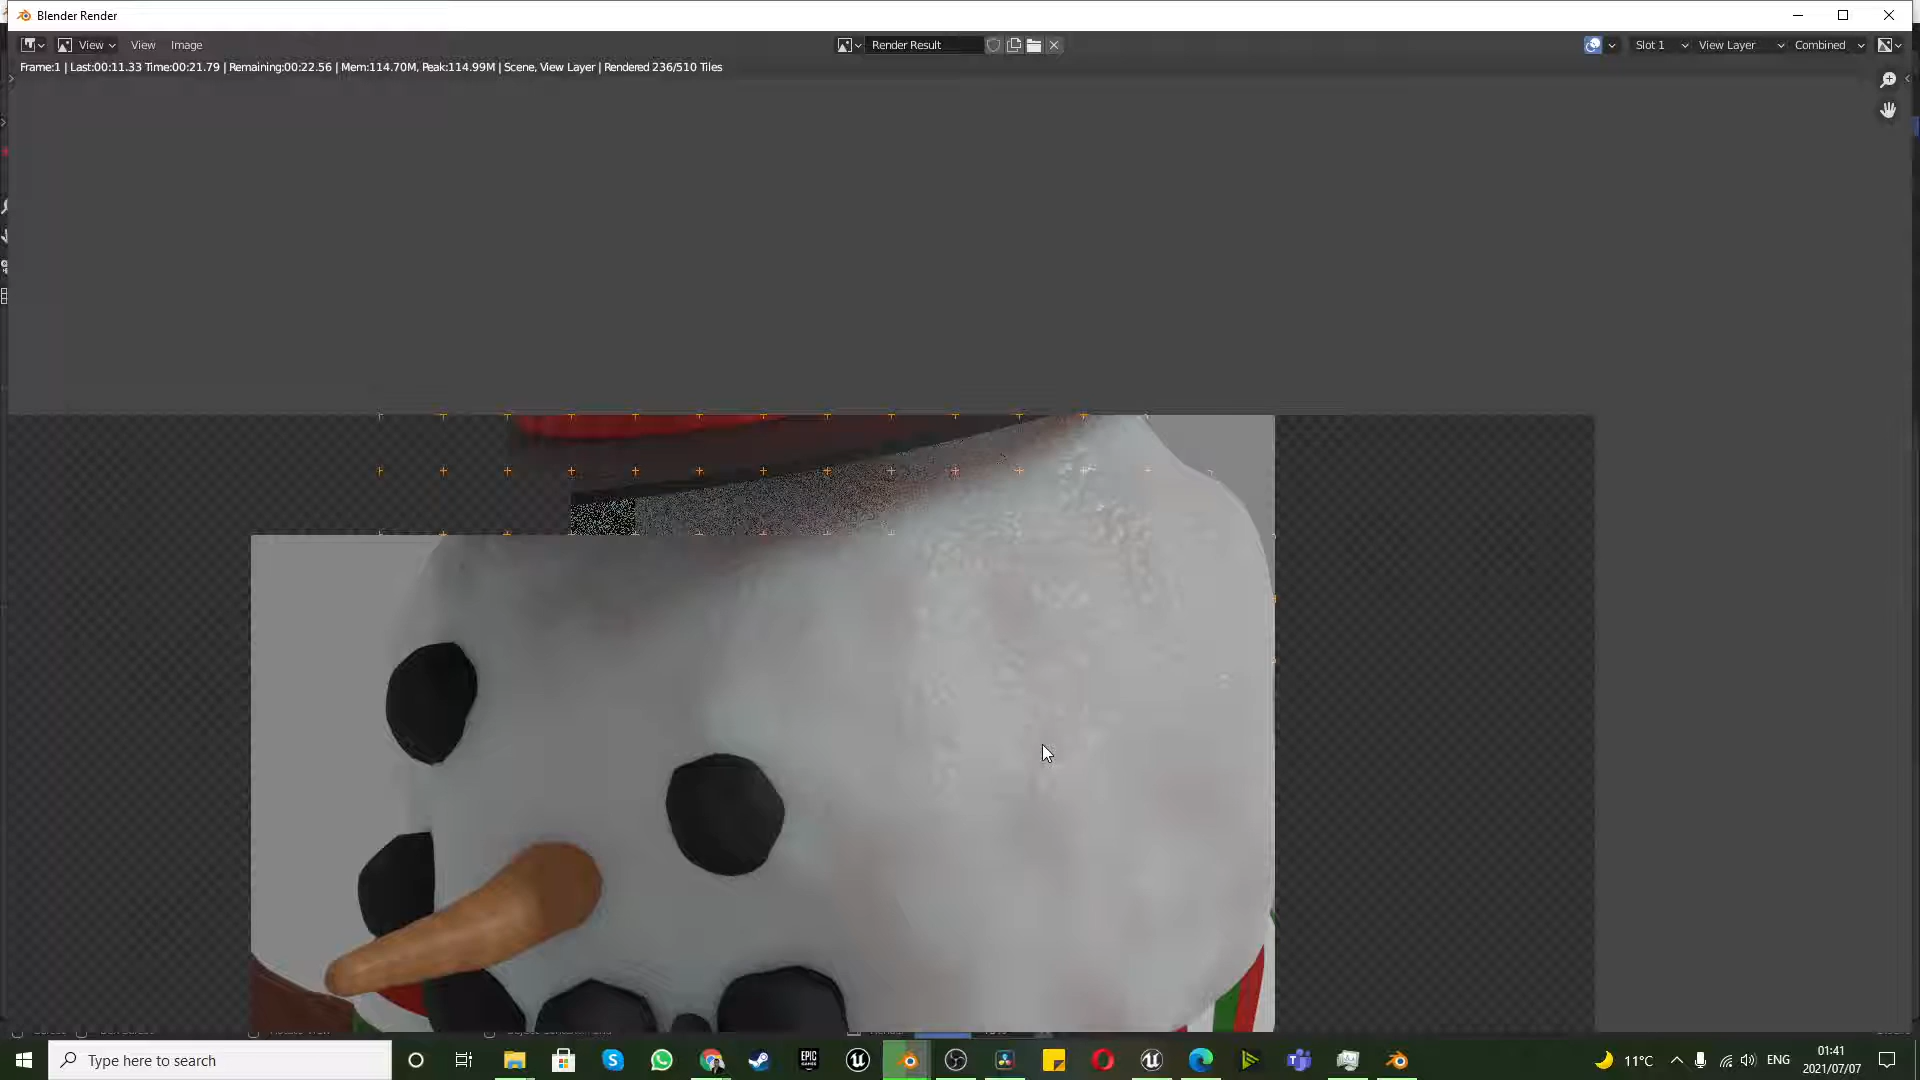 Blender Render
View View Image Render Result Slot 1 View Layer Combined
Frame:1 | Last:00:11.33 Time:00:21.79 | Remaining:00:22.56 | Mem:114.70M, Peak:114.99M | Scene, View Layer | Rendered 236/510 Tiles
EPIC GAMES
Type here to search
11°C ENG 01:41
2021/07/07